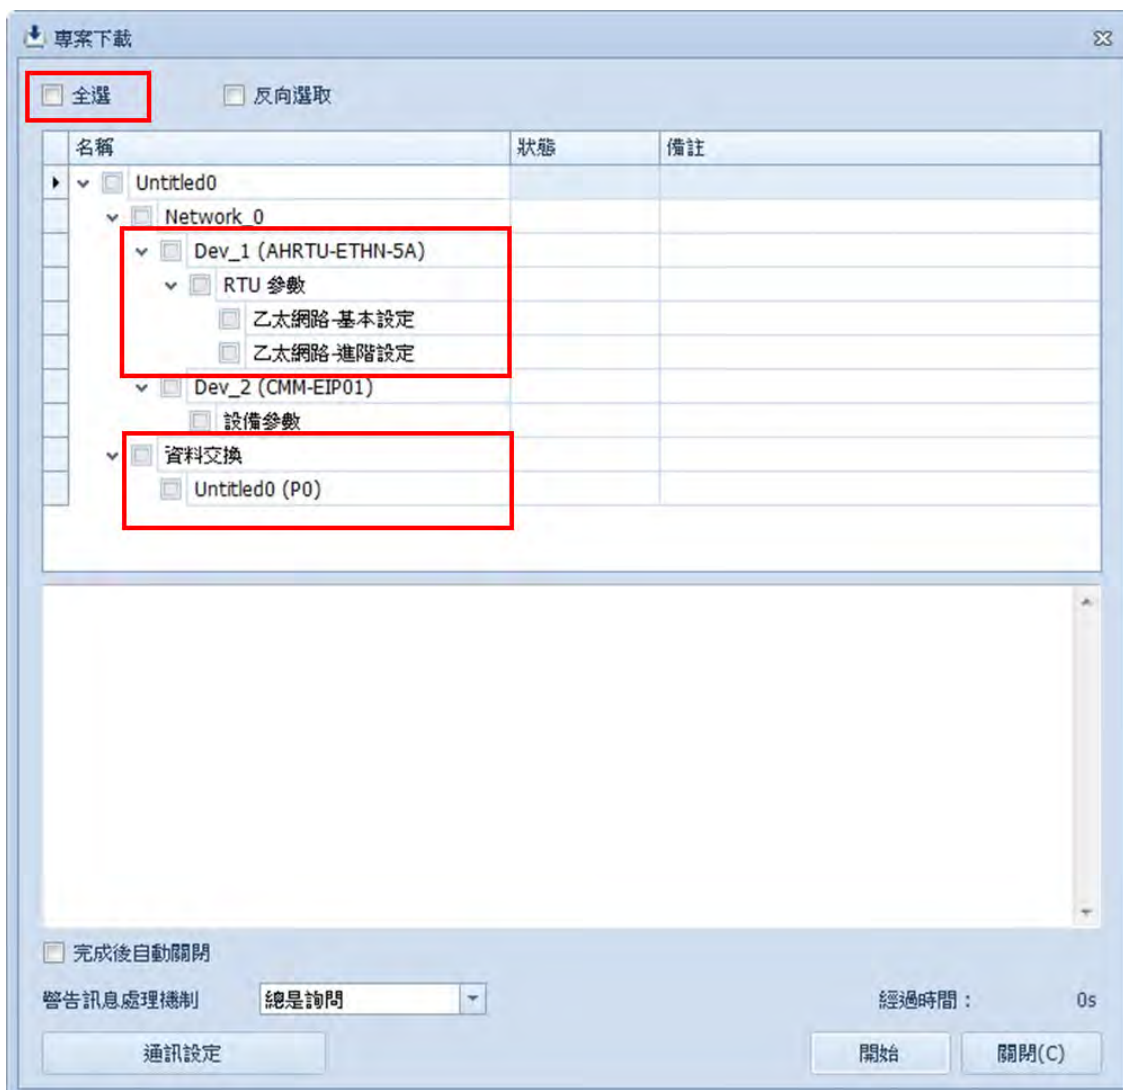 專案下載
全選 反向選取
名稱 狀態 備註
Untitled0
Network_0
Dev_1 (AHRTU-ETHN-5A)
RTU 參數
乙太網路-基本設定
乙太網路-進階設定
Dev_2 (CMM-EIP01)
設備參數
資料交換
Untitled0 (P0)
完成後自動關閉
警告訊息處理機制 總是詢問 經過時間： 0s
通訊設定 開始 關閉(C)